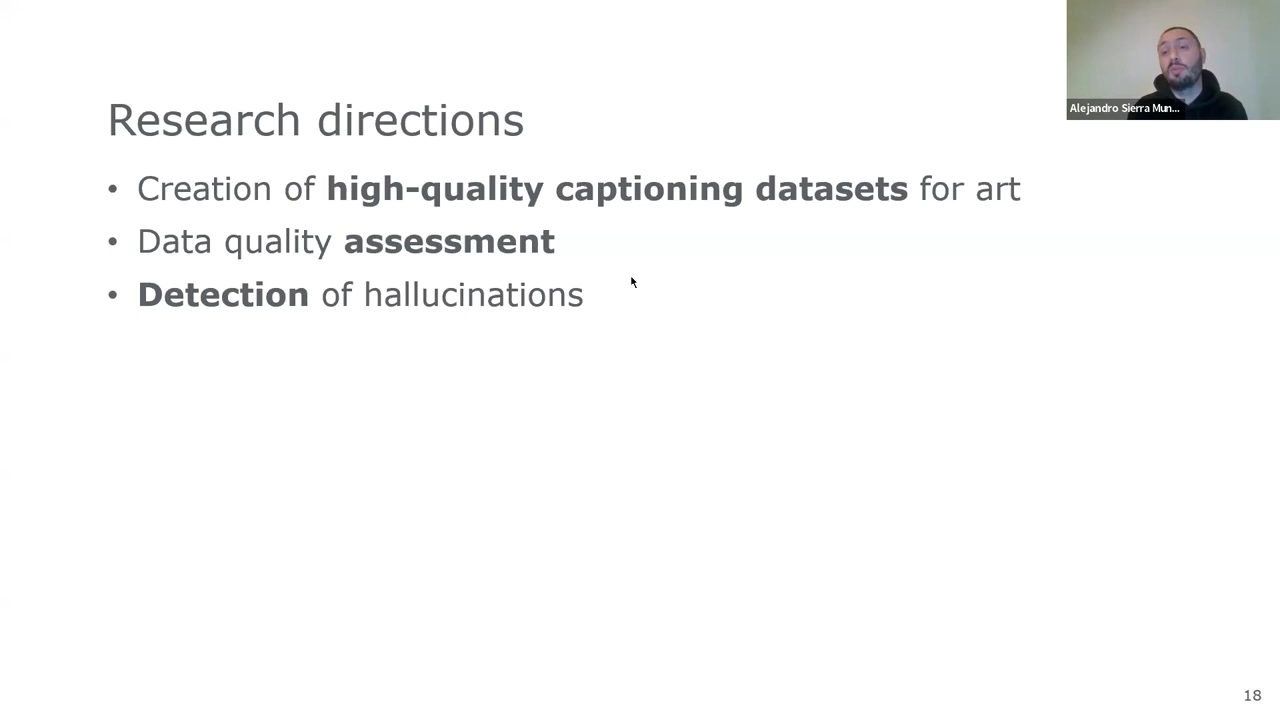 Alejandro Sierra Mun...
Research directions
• Creation of high-quality captioning datasets for art
• Data quality assessment
• Detection of hallucinations
18